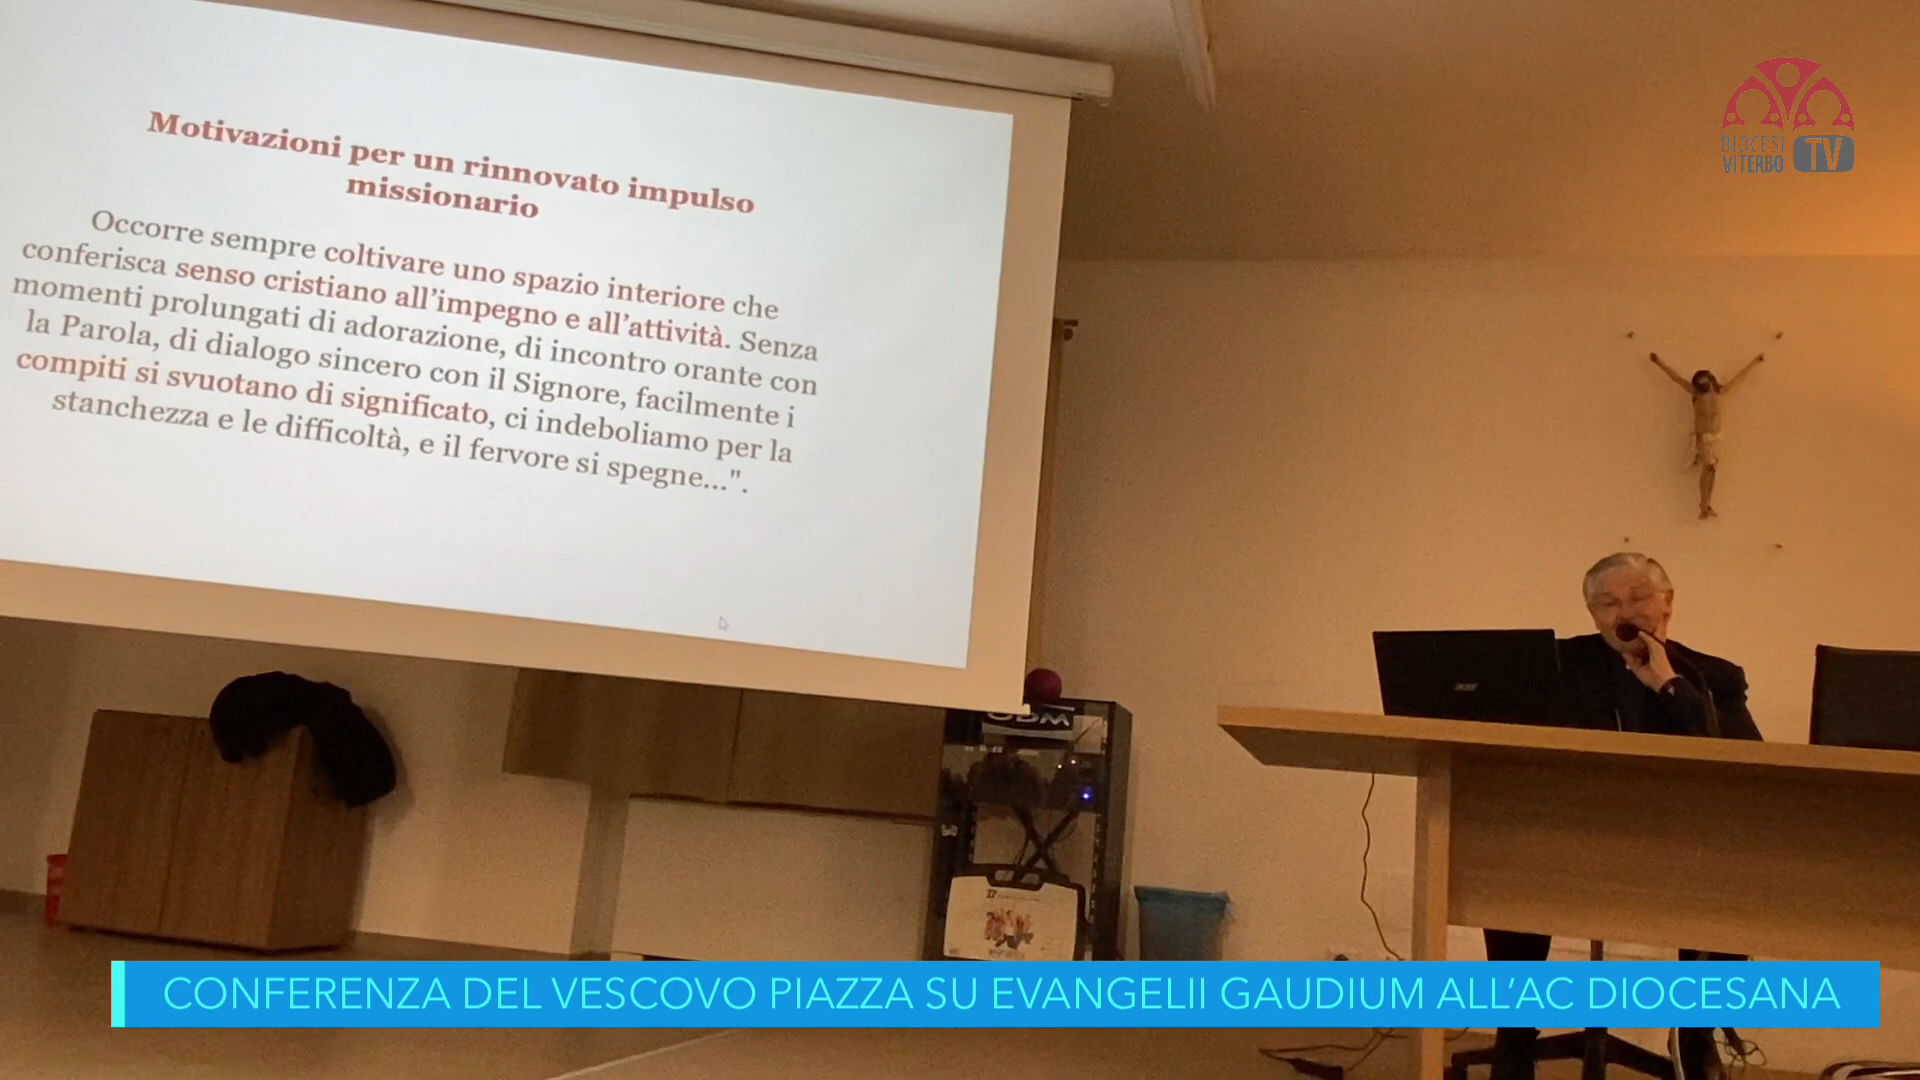 Motivazioni per un rinnovato impulso
missionario
Occorre sempre coltivare uno spazio interiore che
conferisca senso cristiano all'impegno e all'attività. Senza
momenti prolungati di adorazione, di incontro orante con
la Parola, di dialogo sincero con il Signore, facilmente i
compiti si svuotano di significato, ci indeboliamo per la
stanchezza e le difficoltà, e il fervore si spegne...".
DIOCESI
VITERBO TV
acer
CONFERENZA DEL VESCOVO PIAZZA SU EVANGELII GAUDIUM ALL'AC DIOCESANA